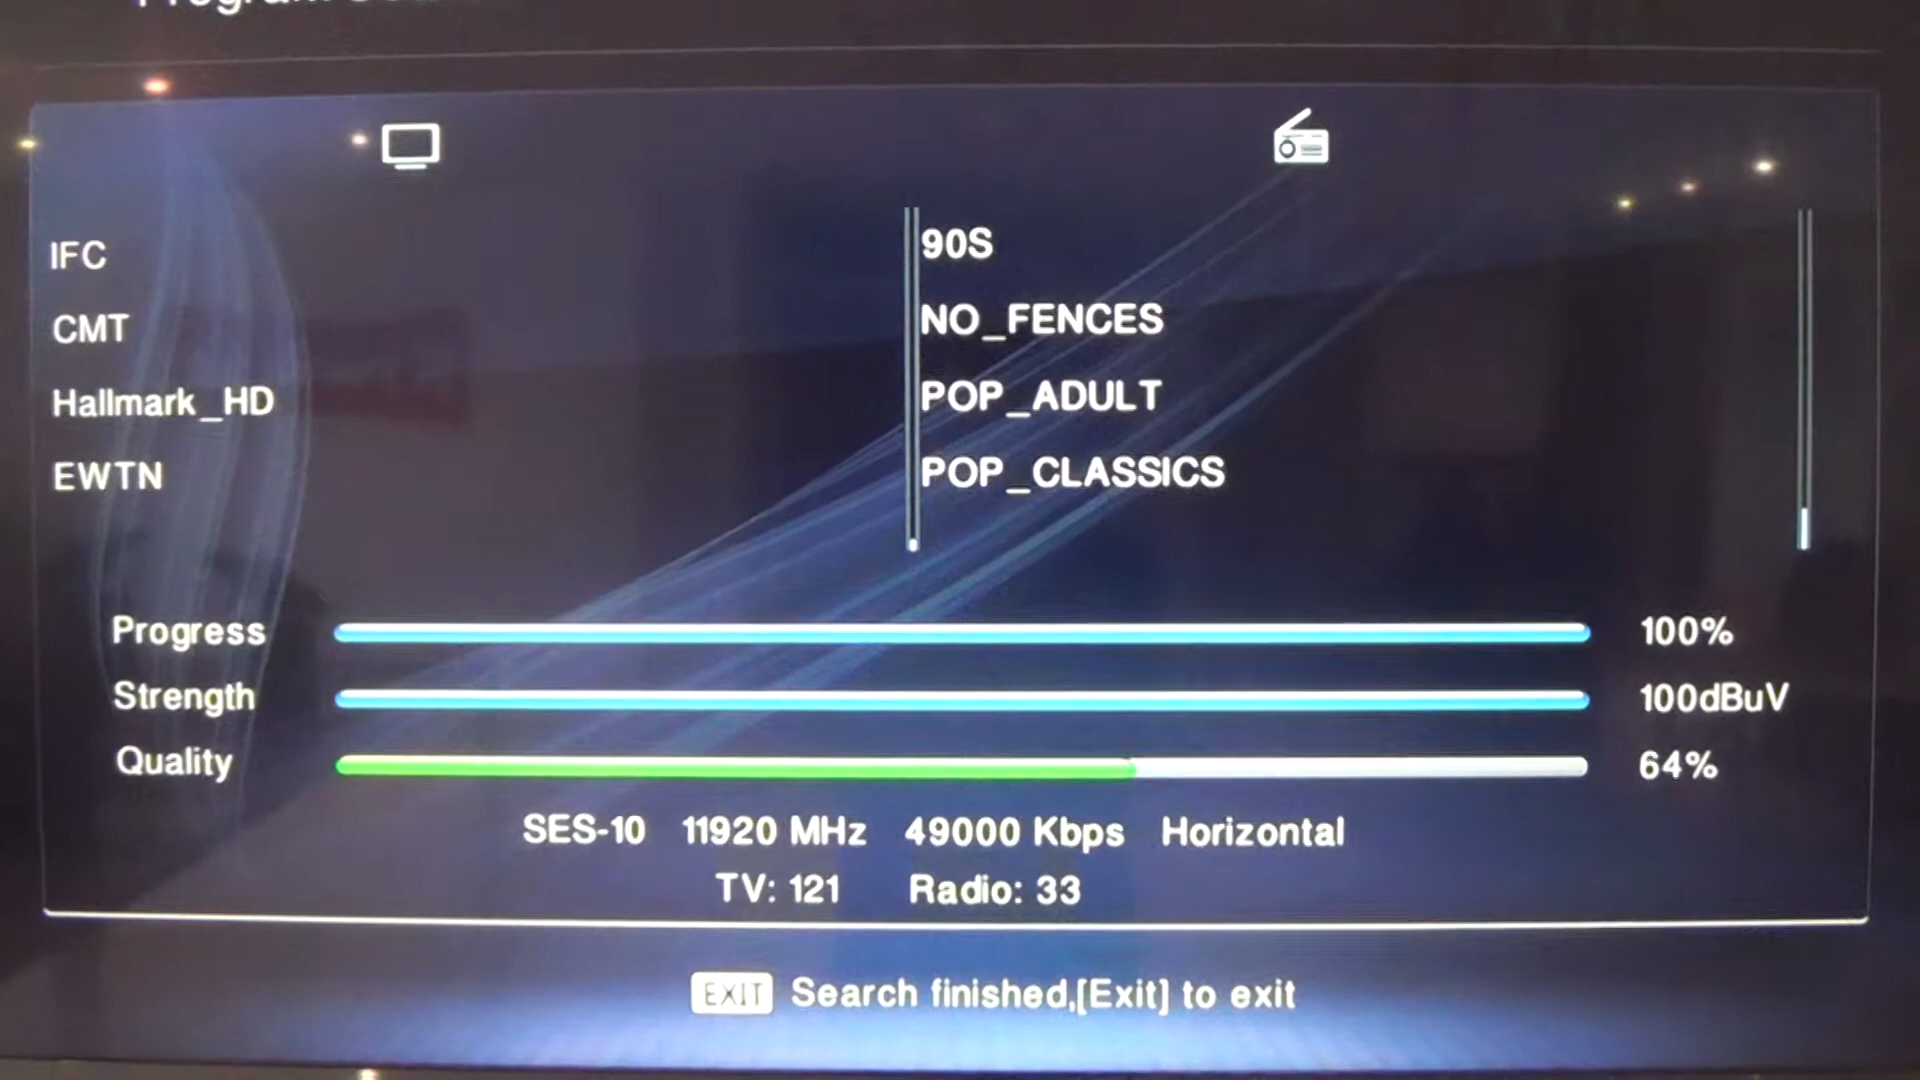 IFC
CMT
Hallmark_HD
EWTN
90S
NO_FENCES
POP_ADULT
POP_CLASSICS
Progress 100%
Strength 100dBuV
Quality 64%
SES-10 11920 MHz 49000 Kbps Horizontal
TV: 121 Radio: 33
EXIT Search finished,[Exit] to exit